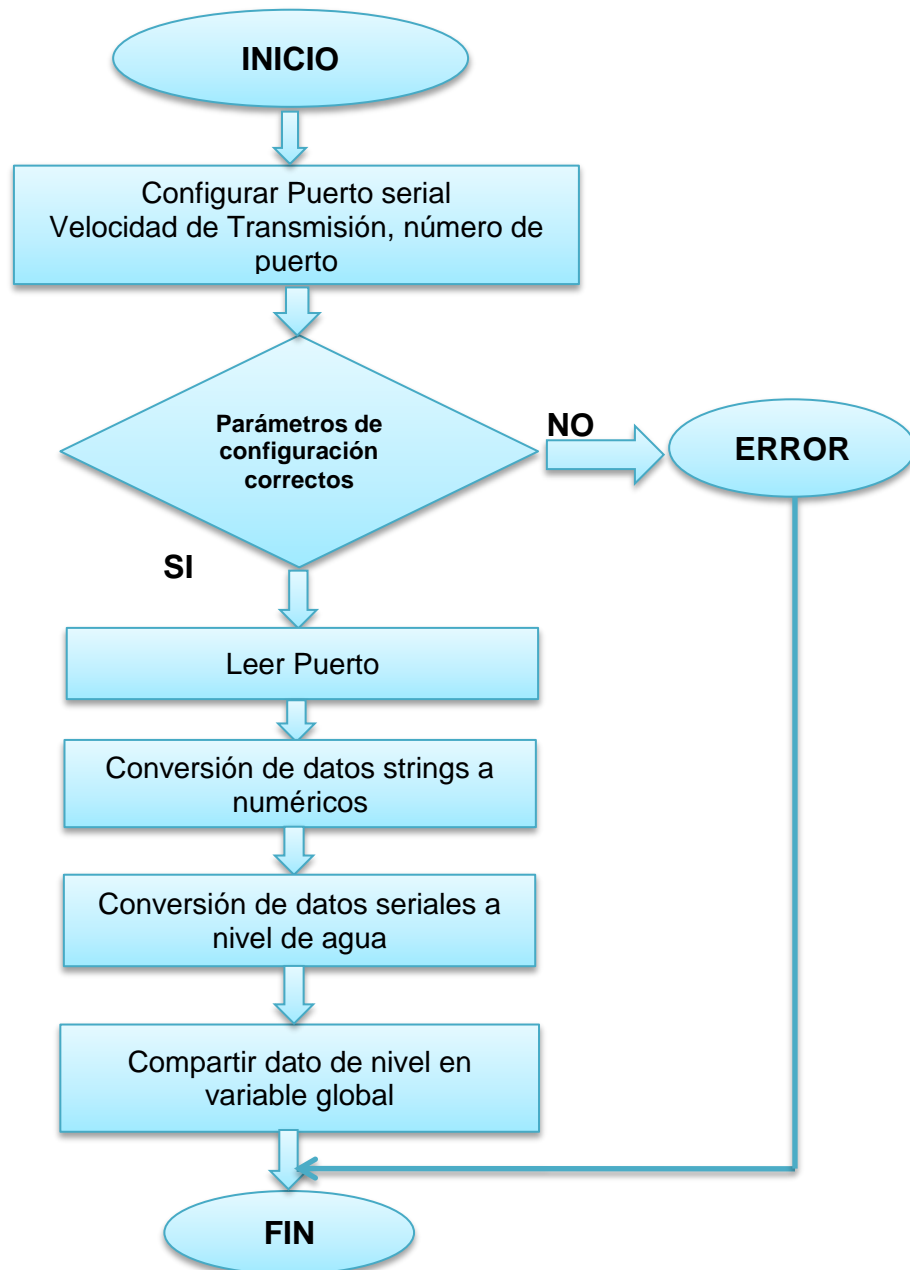 INICIO
Configurar Puerto serial
Velocidad de Transmisión, número de
puerto
Parámetros de
configuración
correctos
NO
ERROR
SI
Leer Puerto
Conversión de datos strings a
numéricos
Conversión de datos seriales a
nivel de agua
Compartir dato de nivel en
variable global
FIN